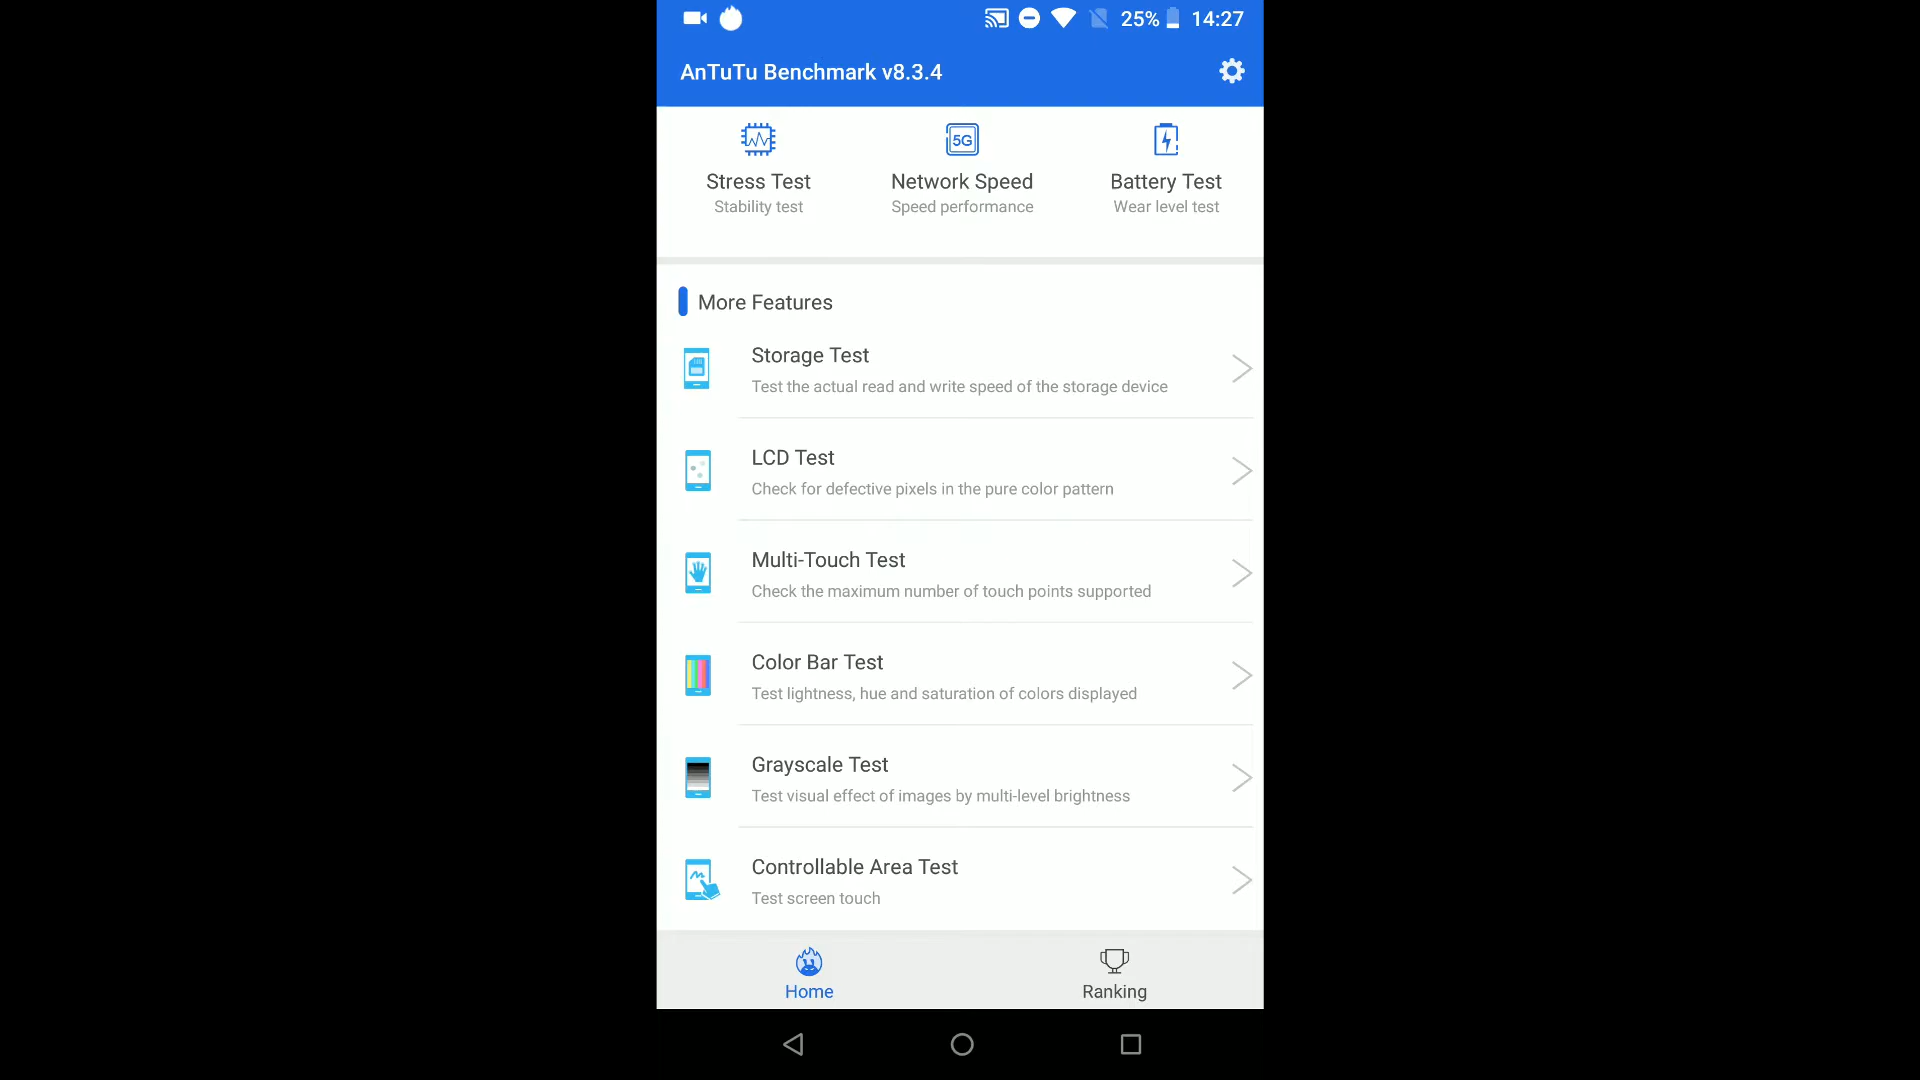 25% 14:27
AnTuTu Benchmark v8.3.4
5G
Stress Test Network Speed Battery Test
Stability test Speed performance Wear level test
More Features
Storage Test
Test the actual read and write speed of the storage device
LCD Test
Check for defective pixels in the pure color pattern
Multi-Touch Test
Check the maximum number of touch points supported
Color Bar Test
Test lightness, hue and saturation of colors displayed
Grayscale Test
Test visual effect of images by multi-level brightness
Controllable Area Test
Test screen touch
Home Ranking